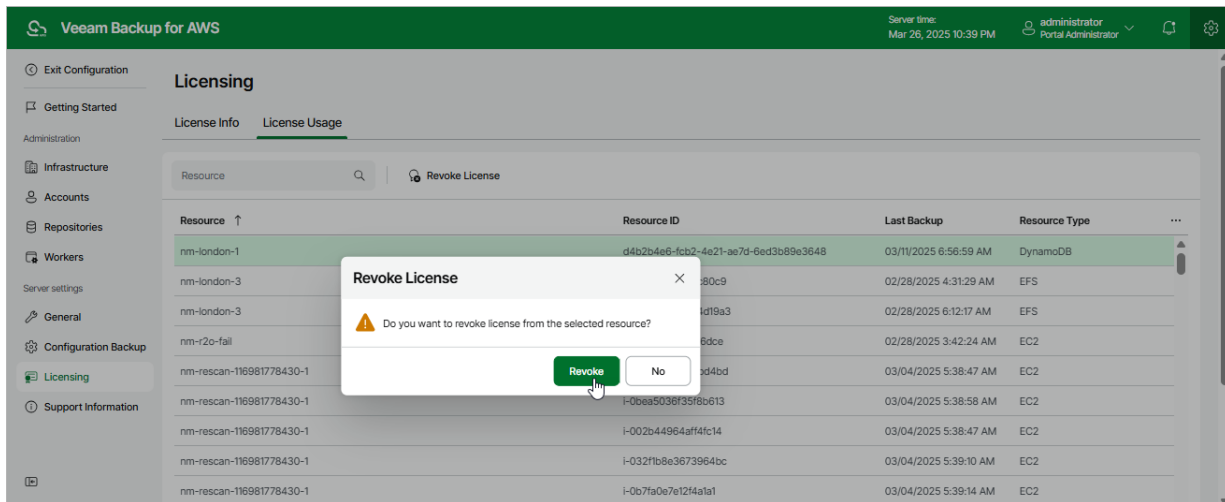 Veeam Backup for AWS
Server time:
Mar 26, 2025 10:39 PM
administrator
Portal Administrator
Exit Configuration
Getting Started
Administration
Infrastructure
Accounts
Repositories
Workers
Server settings
General
Configuration Backup
Licensing
Support Information
Licensing
License Info License Usage
Resource Revoke License
Resource ↑ Resource ID Last Backup Resource Type ...
nm-london-1 d4b2b4e6-fcb2-4e21-ae7d-6ed3b89e3648 03/11/2025 6:56:59 AM DynamoDB
nm-london-3 :80c9 02/28/2025 4:31:29 AM EFS
nm-london-3 4d19a3 02/28/2025 6:12:17 AM EFS
nm-r2o-fail 6dce 02/28/2025 3:42:24 AM EC2
nm-rescan-116981778430-1 d4bd 03/04/2025 5:38:47 AM EC2
nm-rescan-116981778430-1 i-0bea5036f35f8b613 03/04/2025 5:38:58 AM EC2
nm-rescan-116981778430-1 i-002b44964aff4fc14 03/04/2025 5:38:47 AM EC2
nm-rescan-116981778430-1 i-032f1b8e3673964bc 03/04/2025 5:39:10 AM EC2
nm-rescan-116981778430-1 i-0b7fa0e7e12f4a1a1 03/04/2025 5:39:14 AM EC2
Revoke License
Do you want to revoke license from the selected resource?
Revoke No